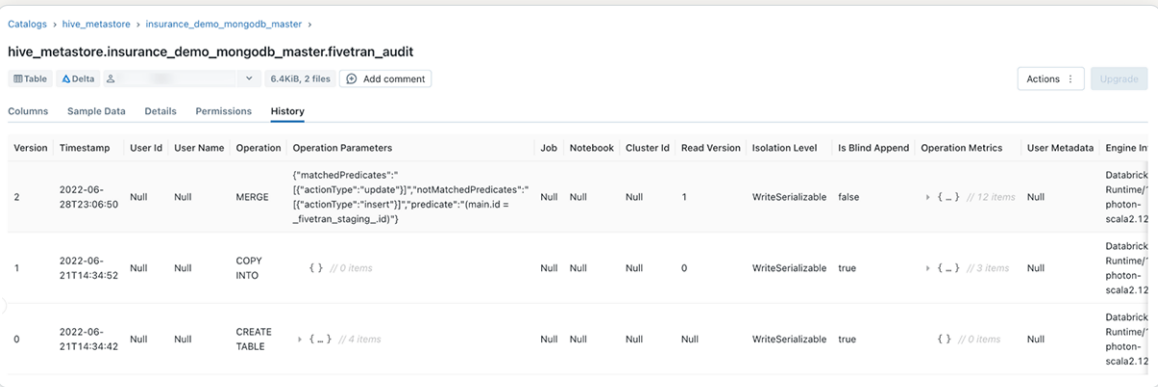 Catalogs > hive_metastore > insurance_demo_mongodb_master >
hive_metastore.insurance_demo_mongodb_master.fivetran_audit
Table Delta 6.4KiB, 2 files Add comment Actions Upgrade
Columns Sample Data Details Permissions History
Version Timestamp User Id User Name Operation Operation Parameters Job Notebook Cluster Id Read Version Isolation Level Is Blind Append Operation Metrics User Metadata Engine In
2 2022-06-28T23:06:50 Null Null MERGE {"matchedPredicates":"[{"actionType":"update"}]","notMatchedPredicates":"[{"actionType":"insert"}]","predicate":"(main.id = _fivetran_staging_.id)"} Null Null Null 1 WriteSerializable false { … } // 12 items Null Databrick Runtime/ photon-scala2.12
1 2022-06-21T14:34:52 Null Null COPY INTO { } // 0 items Null Null Null 0 WriteSerializable true { … } // 3 items Null Databrick Runtime/ photon-scala2.12
0 2022-06-21T14:34:42 Null Null CREATE TABLE { … } // 4 items Null Null Null Null WriteSerializable true { } // 0 items Null Databrick Runtime/ photon-scala2.12